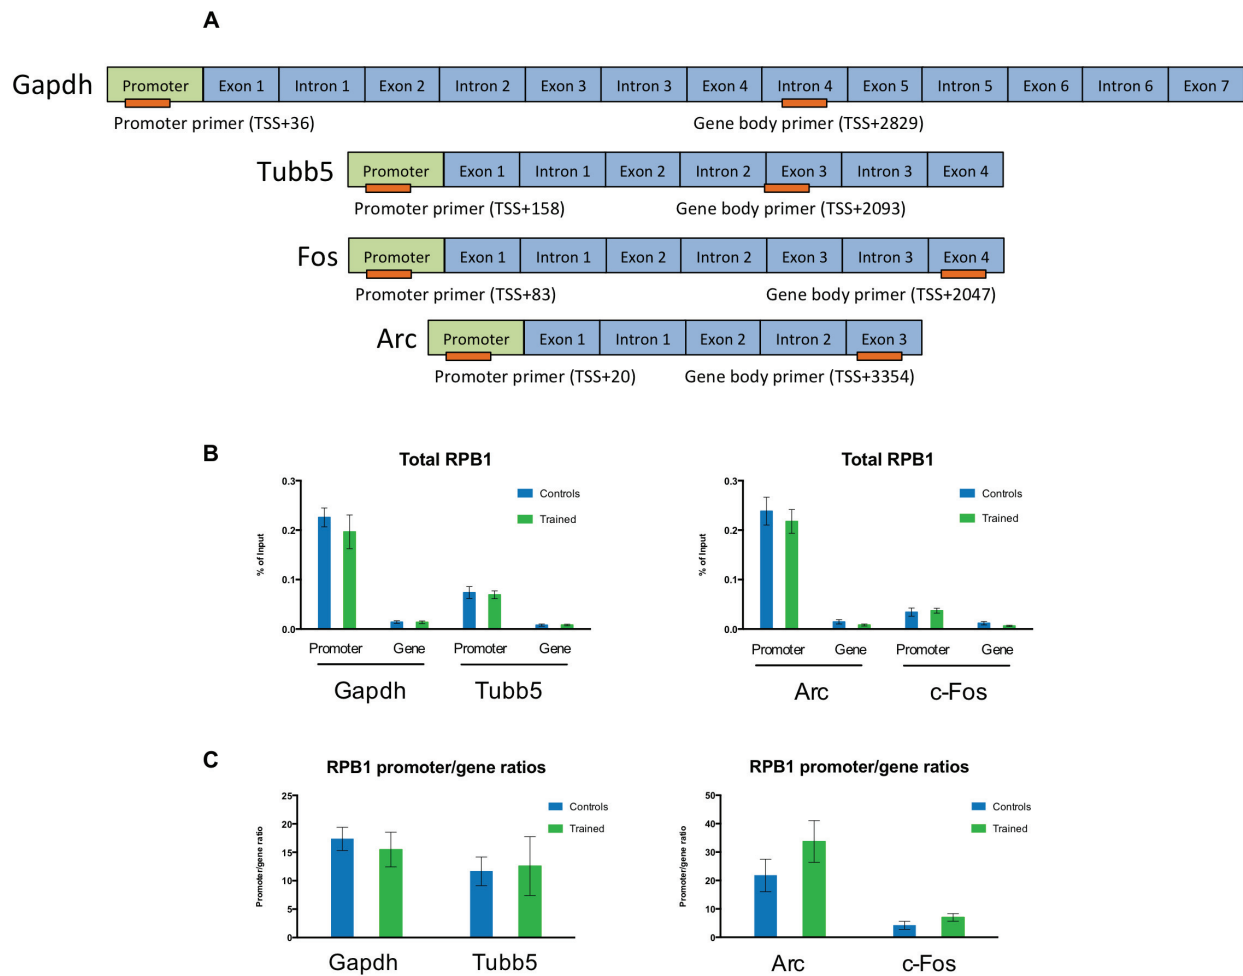 A
Gapdh
Promoter Exon 1 Intron 1 Exon 2 Intron 2 Exon 3 Intron 3 Exon 4 Intron 4 Exon 5 Intron 5 Exon 6 Intron 6 Exon 7
Promoter primer (TSS+36) Gene body primer (TSS+2829)
Tubb5
Promoter Exon 1 Intron 1 Exon 2 Intron 2 Exon 3 Intron 3 Exon 4
Promoter primer (TSS+158) Gene body primer (TSS+2093)
Fos
Promoter Exon 1 Intron 1 Exon 2 Intron 2 Exon 3 Intron 3 Exon 4
Promoter primer (TSS+83) Gene body primer (TSS+2047)
Arc
Promoter Exon 1 Intron 1 Exon 2 Intron 2 Exon 3
Promoter primer (TSS+20) Gene body primer (TSS+3354)
B
Total RPB1
% of Input
0.3
0.2
0.1
0.0
Controls
Trained
Promoter Gene Promoter Gene
Gapdh Tubb5
Total RPB1
% of Input
0.3
0.2
0.1
0.0
Controls
Trained
Promoter Gene Promoter Gene
Arc c-Fos
C
RPB1 promoter/gene ratios
Promoter/gene ratio
25
20
15
10
5
0
Controls
Trained
Gapdh Tubb5
RPB1 promoter/gene ratios
Promoter/gene ratio
50
40
30
20
10
0
Controls
Trained
Arc c-Fos